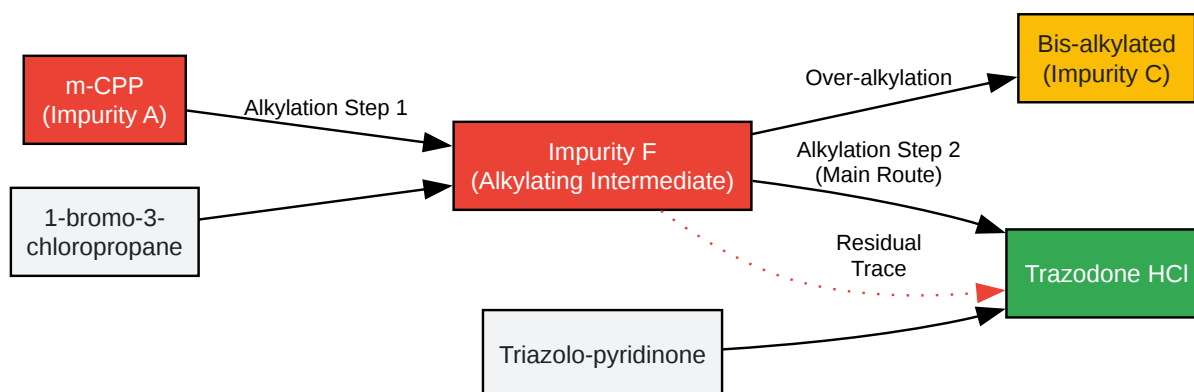 m-CPP
(Impurity A)
Alkylation Step 1
1-bromo-3-
chloropropane
Impurity F
(Alkylating Intermediate)
Over-alkylation
Bis-alkylated
(Impurity C)
Alkylation Step 2
(Main Route)
Residual
Trace
Trazodone HCl
Triazolo-pyridinone